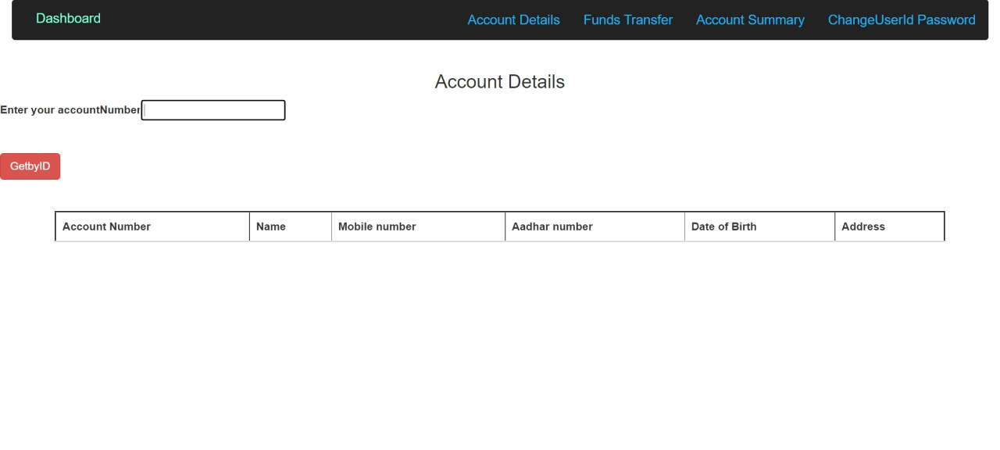 Dashboard Account Details Funds Transfer Account Summary ChangeUserId Password
Account Details
Enter your accountNumber
GetbyID
Account Number Name Mobile number Aadhar number Date of Birth Address